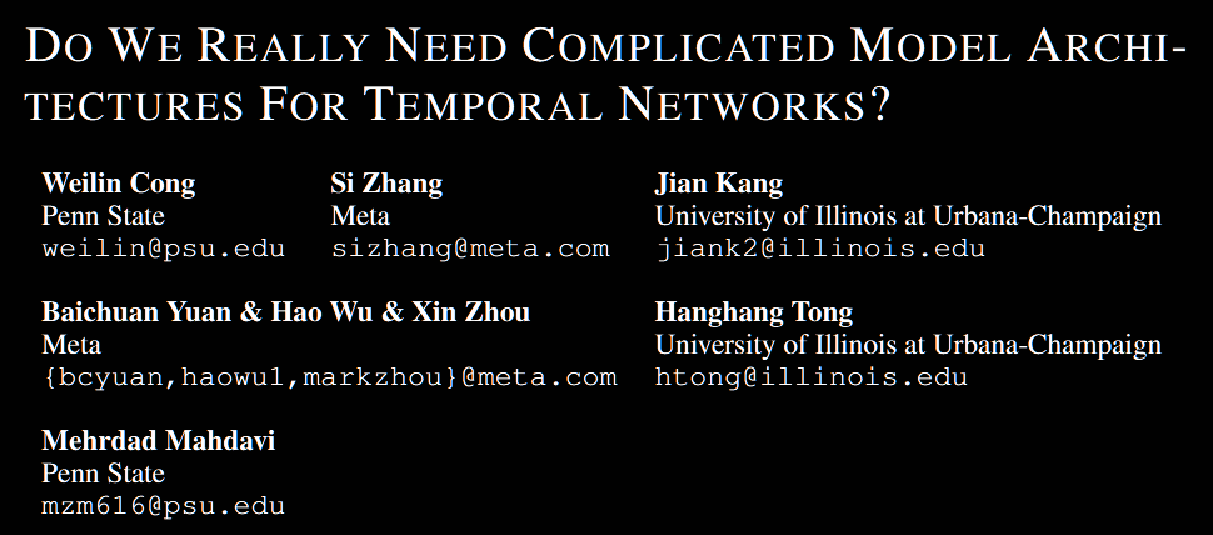 DO WE REALLY NEED COMPLICATED MODEL ARCHI-
TECTURES FOR TEMPORAL NETWORKS?
Weilin Cong
Penn State
weilin@psu.edu
Si Zhang
Meta
sizhang@meta.com
Jian Kang
University of Illinois at Urbana-Champaign
jiank2@illinois.edu
Baichuan Yuan & Hao Wu & Xin Zhou
Meta
{bcyuan,haowu1,markzhou}@meta.com
Hanghang Tong
University of Illinois at Urbana-Champaign
htong@illinois.edu
Mehrdad Mahdavi
Penn State
mzm616@psu.edu